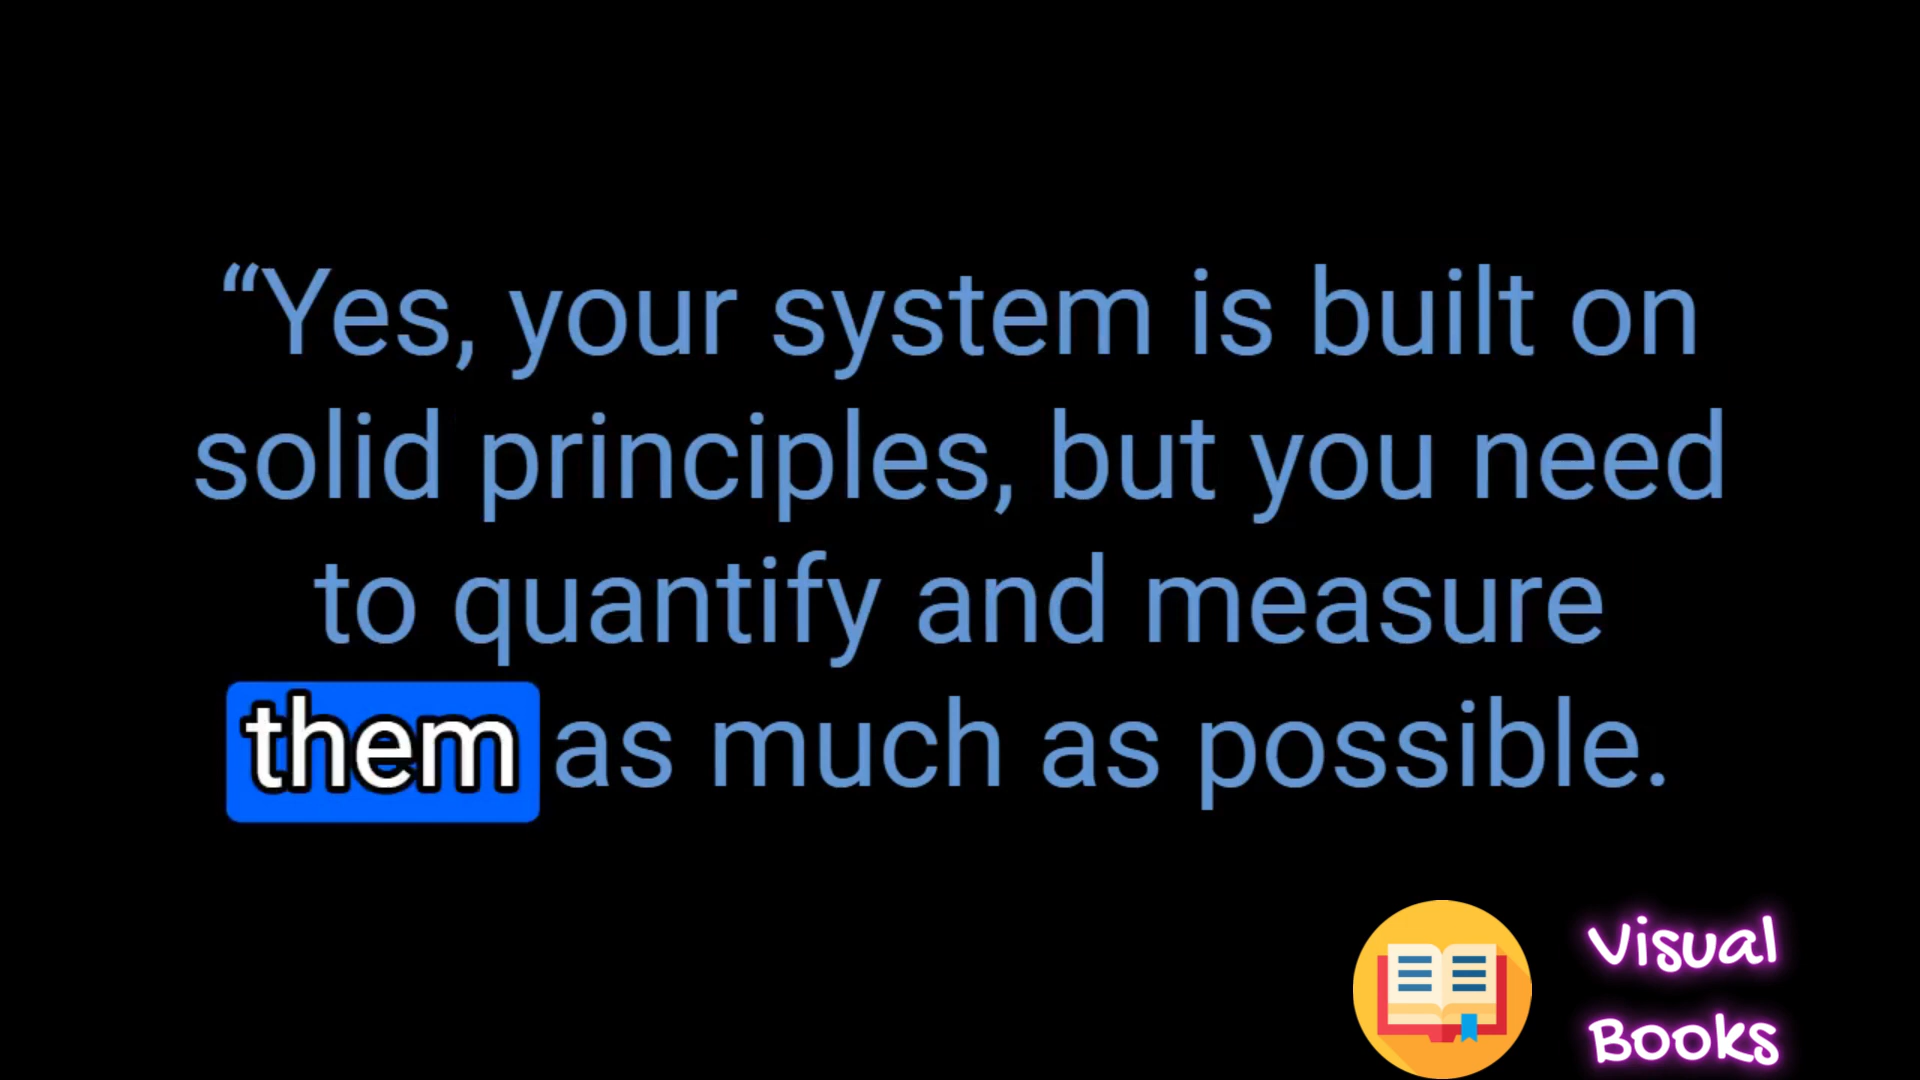 “Yes, your system is built on
solid principles, but you need
to quantify and measure
them as much as possible.
Visual
Books